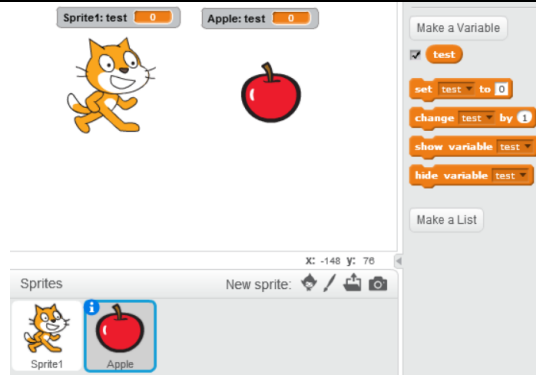 Sprite1: test 0
Apple: test 0
Make a Variable
test
set test to 0
change test by 1
show variable test
hide variable test
Make a List
X: -148 y: 76
Sprites
New sprite:
i
Sprite1
Apple